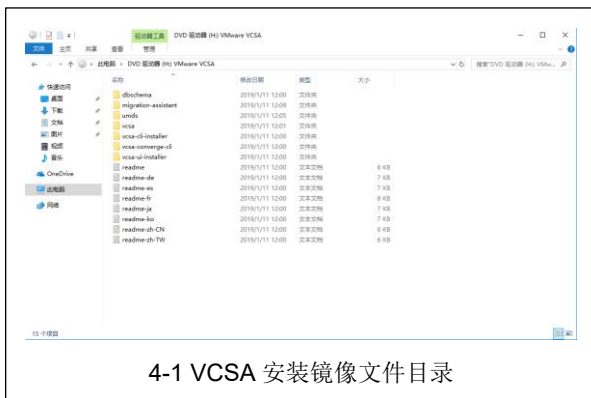 驱动器工具 DVD 驱动器 (H:) VMware VCSA
文件 主页 共享 查看 管理
此电脑 › DVD 驱动器 (H:) VMware VCSA 搜索"DVD 驱动器 (H:) VMw...
名称 修改日期 类型 大小
快速访问
桌面
下载
文档
图片
视频
音乐
OneDrive
此电脑
网络
dbschema 2019/1/11 12:00 文件夹
migration-assistant 2019/1/11 12:00 文件夹
umds 2019/1/11 12:05 文件夹
vcsa 2019/1/11 12:01 文件夹
vcsa-cli-installer 2019/1/11 12:00 文件夹
vcsa-converge-cli 2019/1/11 12:00 文件夹
vcsa-ui-installer 2019/1/11 12:00 文件夹
readme 2019/1/11 12:00 文本文档 6 KB
readme-de 2019/1/11 12:00 文本文档 7 KB
readme-es 2019/1/11 12:00 文本文档 7 KB
readme-fr 2019/1/11 12:00 文本文档 8 KB
readme-ja 2019/1/11 12:00 文本文档 7 KB
readme-ko 2019/1/11 12:00 文本文档 7 KB
readme-zh-CN 2019/1/11 12:00 文本文档 6 KB
readme-zh-TW 2019/1/11 12:00 文本文档 6 KB
15 个项目
4-1 VCSA 安装镜像文件目录